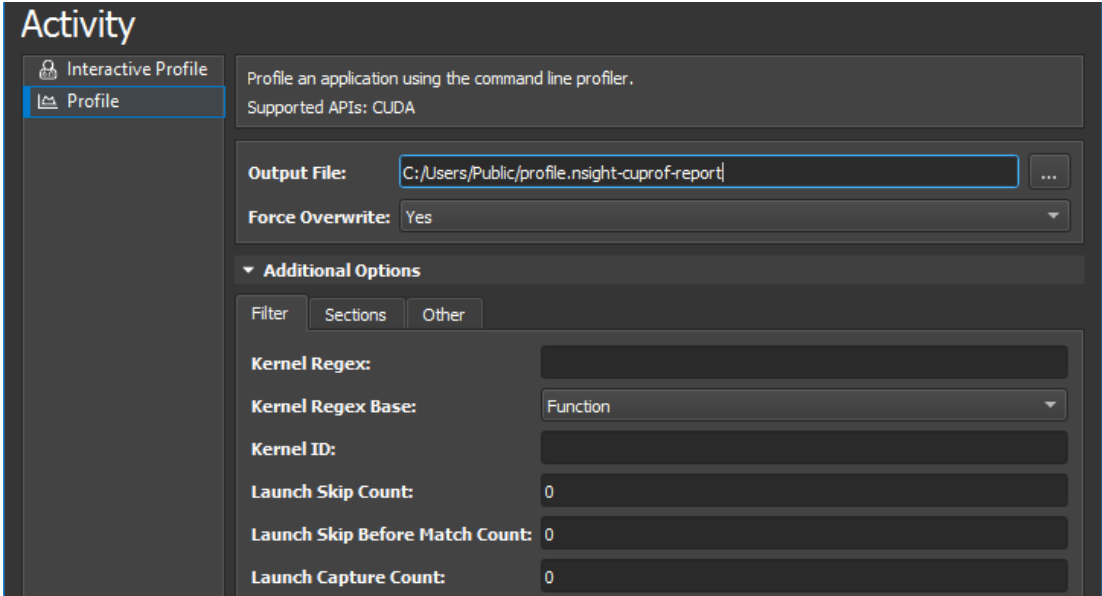 Activity
Interactive Profile
Profile
Profile an application using the command line profiler.
Supported APIs: CUDA
Output File: C:/Users/Public/profile.nsight-cuprof-report ...
Force Overwrite: Yes
Additional Options
Filter Sections Other
Kernel Regex:
Kernel Regex Base: Function
Kernel ID:
Launch Skip Count: 0
Launch Skip Before Match Count: 0
Launch Capture Count: 0